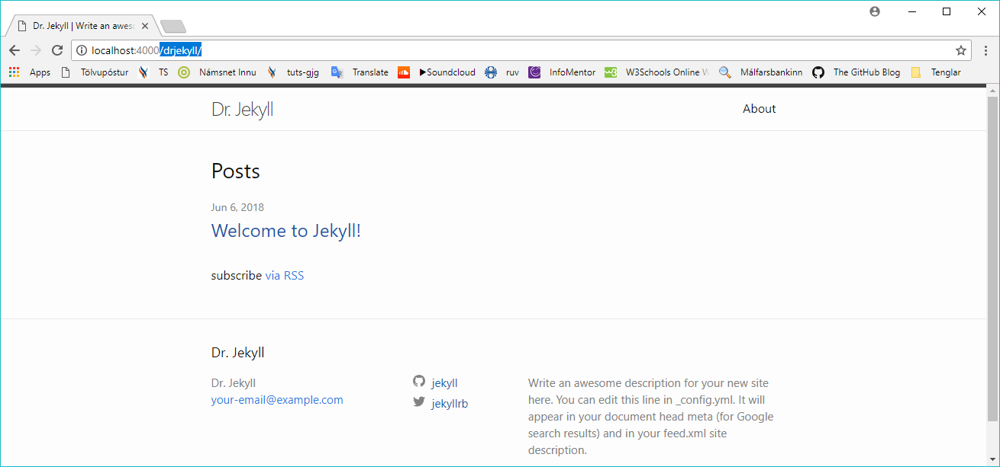 Dr. Jekyll | Write an awes
localhost:4000/drjekyll/
Apps Tölvupóstur TS Námsnet Innu tuts-gjg Translate ▶Soundcloud ruv InfoMentor W3Schools Online W Málfarsbankinn The GitHub Blog Tenglar
Dr. Jekyll About
Posts
Jun 6, 2018
Welcome to Jekyll!
subscribe via RSS
Dr. Jekyll
Dr. Jekyll
your-email@example.com
jekyll
jekyllrb
Write an awesome description for your new site
here. You can edit this line in _config.yml. It will
appear in your document head meta (for Google
search results) and in your feed.xml site
description.